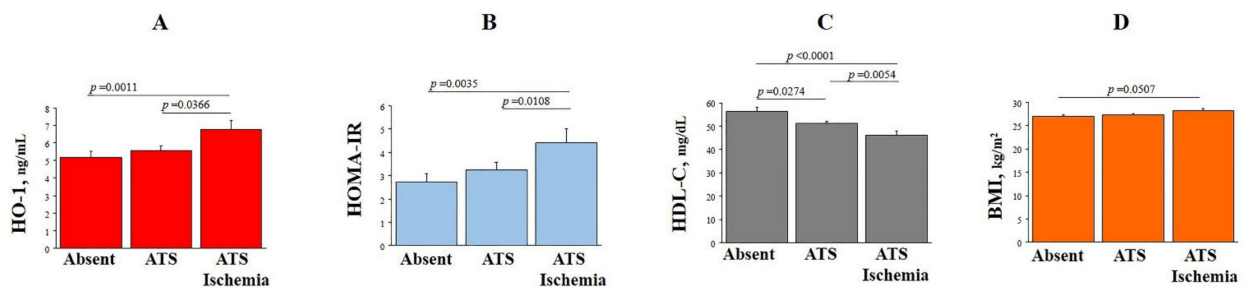 A
p =0.0011
p =0.0366
HO-1, ng/mL
8
7
6
5
4
3
2
1
0
Absent
ATS
ATS
Ischemia
B
p =0.0035
p =0.0108
HOMA-IR
6
5
4
3
2
1
0
Absent
ATS
ATS
Ischemia
C
p <0.0001
p =0.0054
p =0.0274
HDL-C, mg/dL
60
50
40
30
20
10
0
Absent
ATS
ATS
Ischemia
D
p =0.0507
BMI, kg/m²
30
25
20
15
10
5
0
Absent
ATS
ATS
Ischemia